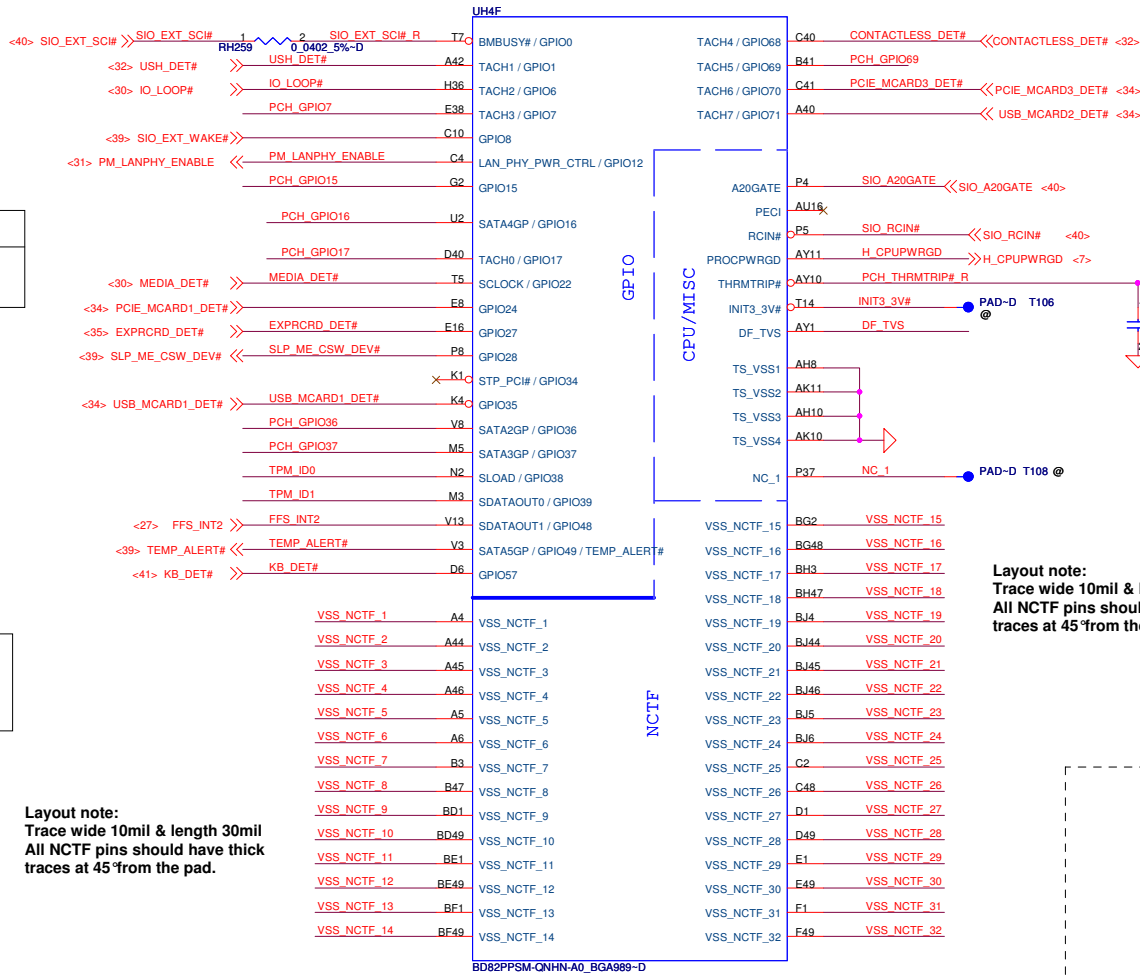 UH4F
<40> SIO_EXT_SCI# SIO_EXT_SCI# 1 2 SIO_EXT_SCI#_R T7 BMBUSY# / GPIO0 TACH4 / GPIO68 C40 CONTACTLESS_DET# CONTACTLESS_DET# <32>
RH259 0_0402_5%~D
<32> USH_DET# USH_DET# A42 TACH1 / GPIO1 TACH5 / GPIO69 B41 PCH_GPIO69
<30> IO_LOOP# IO_LOOP# H36 TACH2 / GPIO6 TACH6 / GPIO70 C41 PCIE_MCARD3_DET# PCIE_MCARD3_DET# <34>
PCH_GPIO7 E38 TACH3 / GPIO7 TACH7 / GPIO71 A40 USB_MCARD2_DET# <34>
<39> SIO_EXT_WAKE# C10 GPIO8
<31> PM_LANPHY_ENABLE PM_LANPHY_ENABLE C4 LAN_PHY_PWR_CTRL / GPIO12
PCH_GPIO15 G2 GPIO15 A20GATE P4 SIO_A20GATE SIO_A20GATE <40>
PECI AU16
PCH_GPIO16 U2 SATA4GP / GPIO16
RCIN# P5 SIO_RCIN# SIO_RCIN# <40>
PCH_GPIO17 D40 TACH0 / GPIO17 PROCPWRGD AY11 H_CPUPWRGD H_CPUPWRGD <7>
<30> MEDIA_DET# MEDIA_DET# T5 SCLOCK / GPIO22 THRMTRIP# AY10 PCH_THRMTRIP#_R
<34> PCIE_MCARD1_DET# E8 GPIO24 INIT3_3V# T14 INIT3_3V# PAD~D T106
@
<35> EXPRCRD_DET# EXPRCRD_DET# E16 GPIO27 DF_TVS AY1 DF_TVS
<39> SLP_ME_CSW_DEV# SLP_ME_CSW_DEV# P8 GPIO28
GPIO
CPU/MISC
K1 STP_PCI# / GPIO34 TS_VSS1 AH8
<34> USB_MCARD1_DET# USB_MCARD1_DET# K4 GPIO35 TS_VSS2 AK11
PCH_GPIO36 V8 SATA2GP / GPIO36 TS_VSS3 AH10
PCH_GPIO37 M5 SATA3GP / GPIO37 TS_VSS4 AK10
TPM_ID0 N2 SLOAD / GPIO38 NC_1 P37 NC_1 PAD~D T108 @
TPM_ID1 M3 SDATAOUT0 / GPIO39
<27> FFS_INT2 FFS_INT2 V13 SDATAOUT1 / GPIO48 VSS_NCTF_15 BG2 VSS_NCTF_15
<39> TEMP_ALERT# TEMP_ALERT# V3 SATA5GP / GPIO49 / TEMP_ALERT# VSS_NCTF_16 BG48 VSS_NCTF_16
<41> KB_DET# KB_DET# D6 GPIO57 VSS_NCTF_17 BH3 VSS_NCTF_17
VSS_NCTF_18 BH47 VSS_NCTF_18
Layout note:
Trace wide 10mil &
All NCTF pins
traces at 45°from
VSS_NCTF_1 A4 VSS_NCTF_1 VSS_NCTF_19 BJ4 VSS_NCTF_19
VSS_NCTF_2 A44 VSS_NCTF_2 VSS_NCTF_20 BJ44 VSS_NCTF_20
VSS_NCTF_3 A45 VSS_NCTF_3 VSS_NCTF_21 BJ45 VSS_NCTF_21
VSS_NCTF_4 A46 VSS_NCTF_4 VSS_NCTF_22 BJ46 VSS_NCTF_22
VSS_NCTF_5 A5 VSS_NCTF_5 VSS_NCTF_23 BJ5 VSS_NCTF_23
VSS_NCTF_6 A6 VSS_NCTF_6 VSS_NCTF_24 BJ6 VSS_NCTF_24
VSS_NCTF_7 B3 VSS_NCTF_7 VSS_NCTF_25 C2 VSS_NCTF_25
VSS_NCTF_8 B47 VSS_NCTF_8 VSS_NCTF_26 C48 VSS_NCTF_26
VSS_NCTF_9 BD1 VSS_NCTF_9 VSS_NCTF_27 D1 VSS_NCTF_27
VSS_NCTF_10 BD49 VSS_NCTF_10 VSS_NCTF_28 D49 VSS_NCTF_28
VSS_NCTF_11 BE1 VSS_NCTF_11 VSS_NCTF_29 E1 VSS_NCTF_29
VSS_NCTF_12 BE49 VSS_NCTF_12 VSS_NCTF_30 E49 VSS_NCTF_30
VSS_NCTF_13 BF1 VSS_NCTF_13 VSS_NCTF_31 F1 VSS_NCTF_31
VSS_NCTF_14 BF49 VSS_NCTF_14 VSS_NCTF_32 F49 VSS_NCTF_32
NCTF
Layout note:
Trace wide 10mil & length 30mil
All NCTF pins should have thick
traces at 45°from the pad.
BD82PPSM-QNHN-A0_BGA989~D